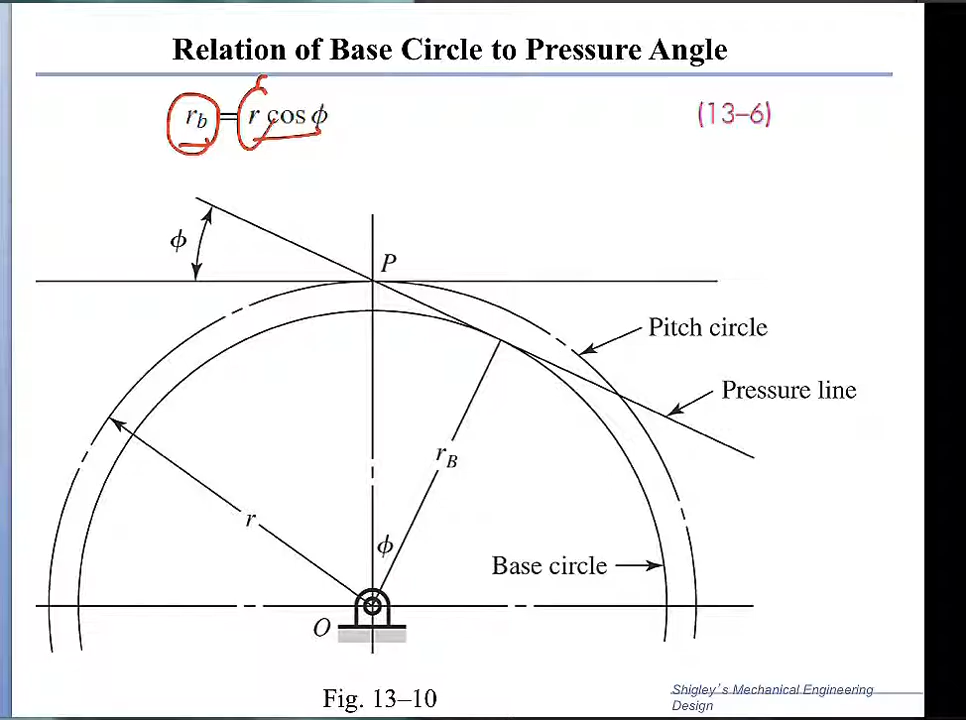 Relation of Base Circle to Pressure Angle
r_b = r cos ϕ
(13–6)
ϕ
P
Pitch circle
Pressure line
r_B
r
ϕ
Base circle
O
Fig. 13–10
Shigley's Mechanical Engineering
Design